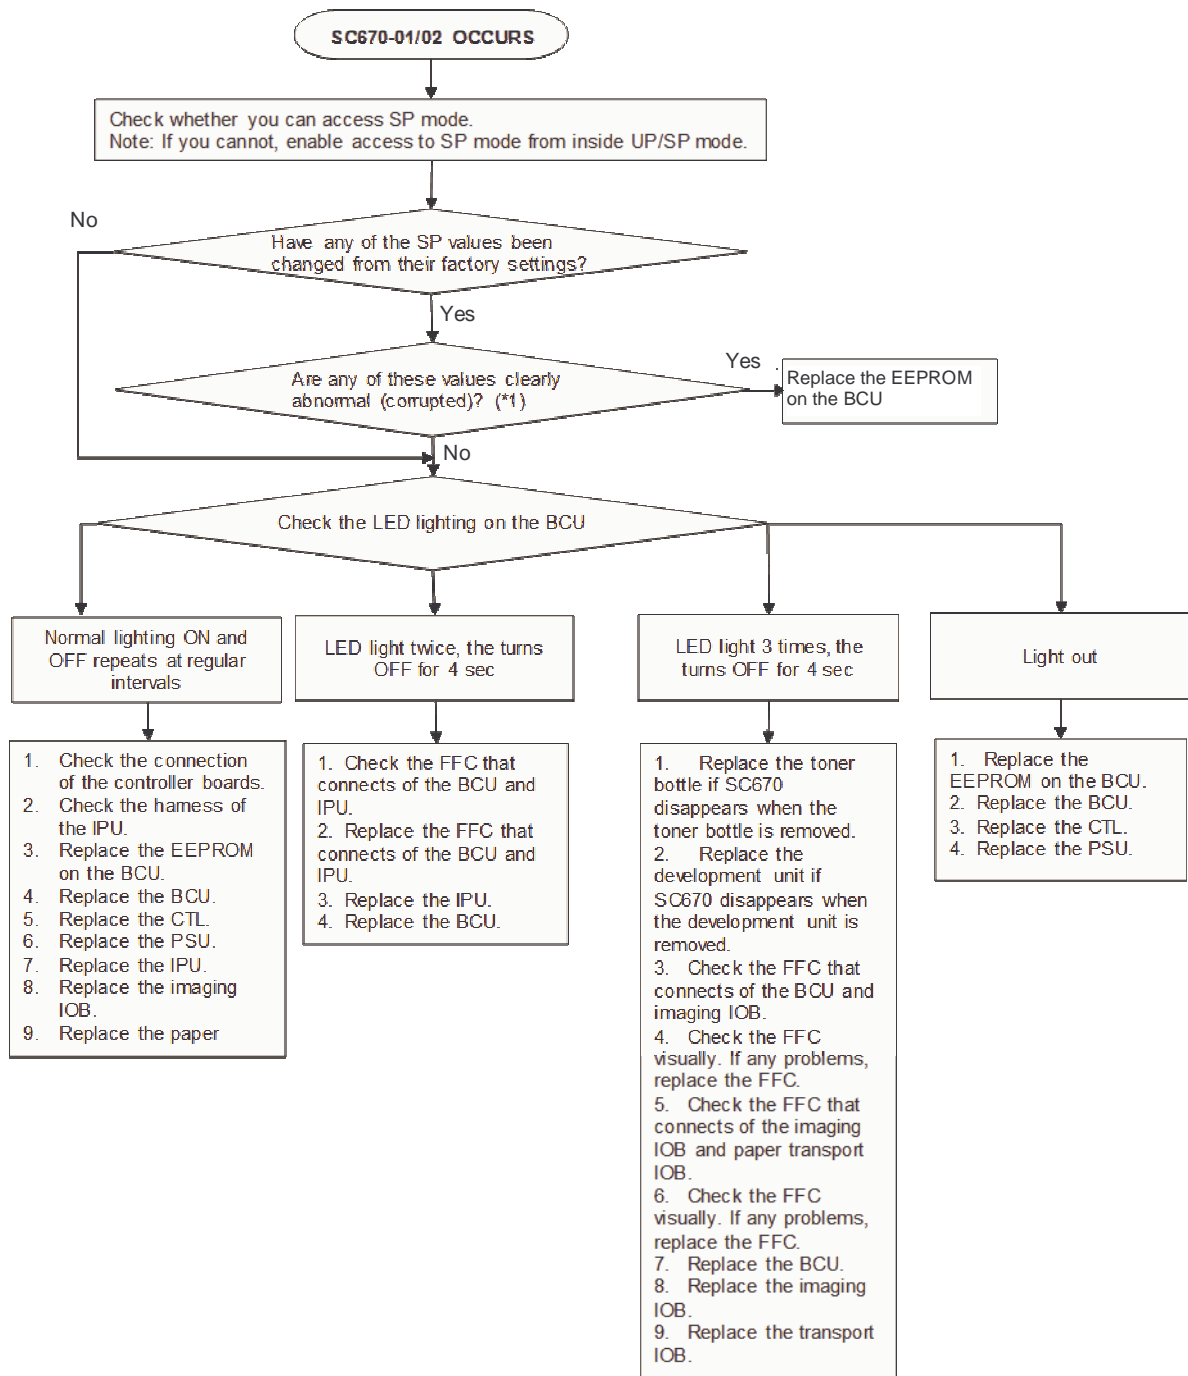 SC670-01/02 OCCURS
Check whether you can access SP mode.
Note: If you cannot, enable access to SP mode from inside UP/SP mode.
No
Have any of the SP values been
changed from their factory settings?
Yes
Are any of these values clearly
abnormal (corrupted)? (*1)
Yes
Replace the EEPROM
on the BCU
No
Check the LED lighting on the BCU
Normal lighting ON and
OFF repeats at regular
intervals
LED light twice, the turns
OFF for 4 sec
LED light 3 times, the
turns OFF for 4 sec
Light out
1. Check the connection
of the controller boards.
2. Check the harness of
the IPU.
3. Replace the EEPROM
on the BCU.
4. Replace the BCU.
5. Replace the CTL.
6. Replace the PSU.
7. Replace the IPU.
8. Replace the imaging
IOB.
9. Replace the paper
1. Check the FFC that
connects of the BCU and
IPU.
2. Replace the FFC that
connects of the BCU and
IPU.
3. Replace the IPU.
4. Replace the BCU.
1. Replace the toner
bottle if SC670
disappears when the
toner bottle is removed.
2. Replace the
development unit if
SC670 disappears when
the development unit is
removed.
3. Check the FFC that
connects of the BCU and
imaging IOB.
4. Check the FFC
visually. If any problems,
replace the FFC.
5. Check the FFC that
connects of the imaging
IOB and paper transport
IOB.
6. Check the FFC
visually. If any problems,
replace the FFC.
7. Replace the BCU.
8. Replace the imaging
IOB.
9. Replace the transport
IOB.
1. Replace the
EEPROM on the BCU.
2. Replace the BCU.
3. Replace the CTL.
4. Replace the PSU.